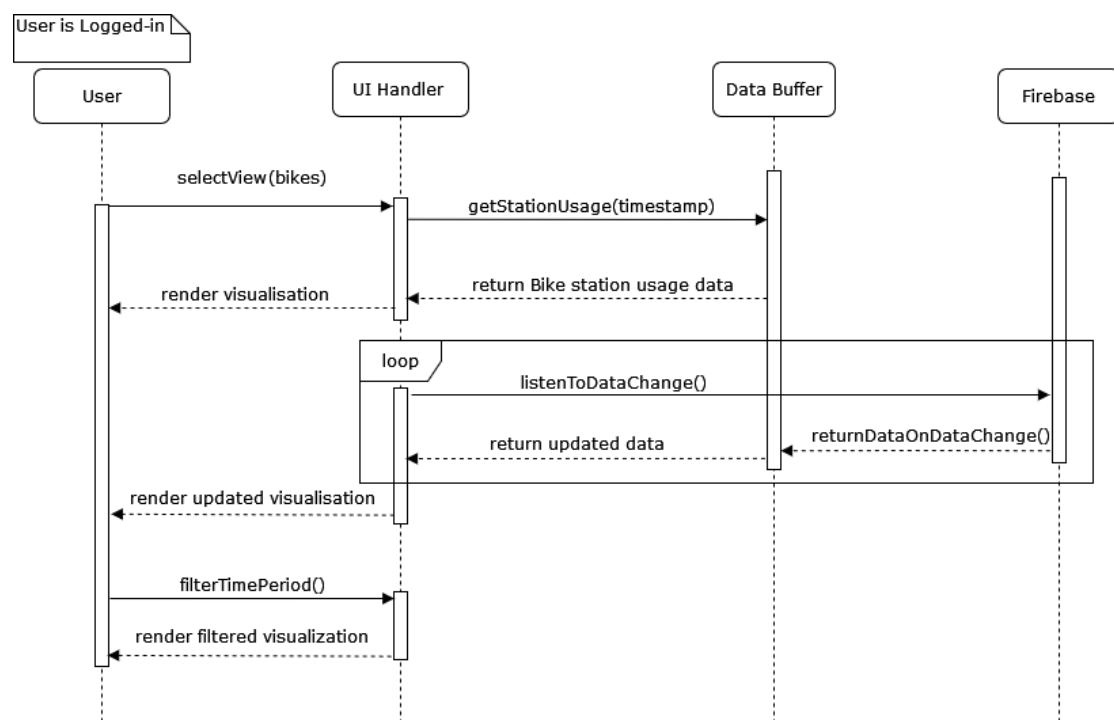 User is Logged-in
User
UI Handler
Data Buffer
Firebase
selectView(bikes)
getStationUsage(timestamp)
return Bike station usage data
render visualisation
loop
listenToDataChange()
returnDataOnDataChange()
return updated data
render updated visualisation
filterTimePeriod()
render filtered visualization